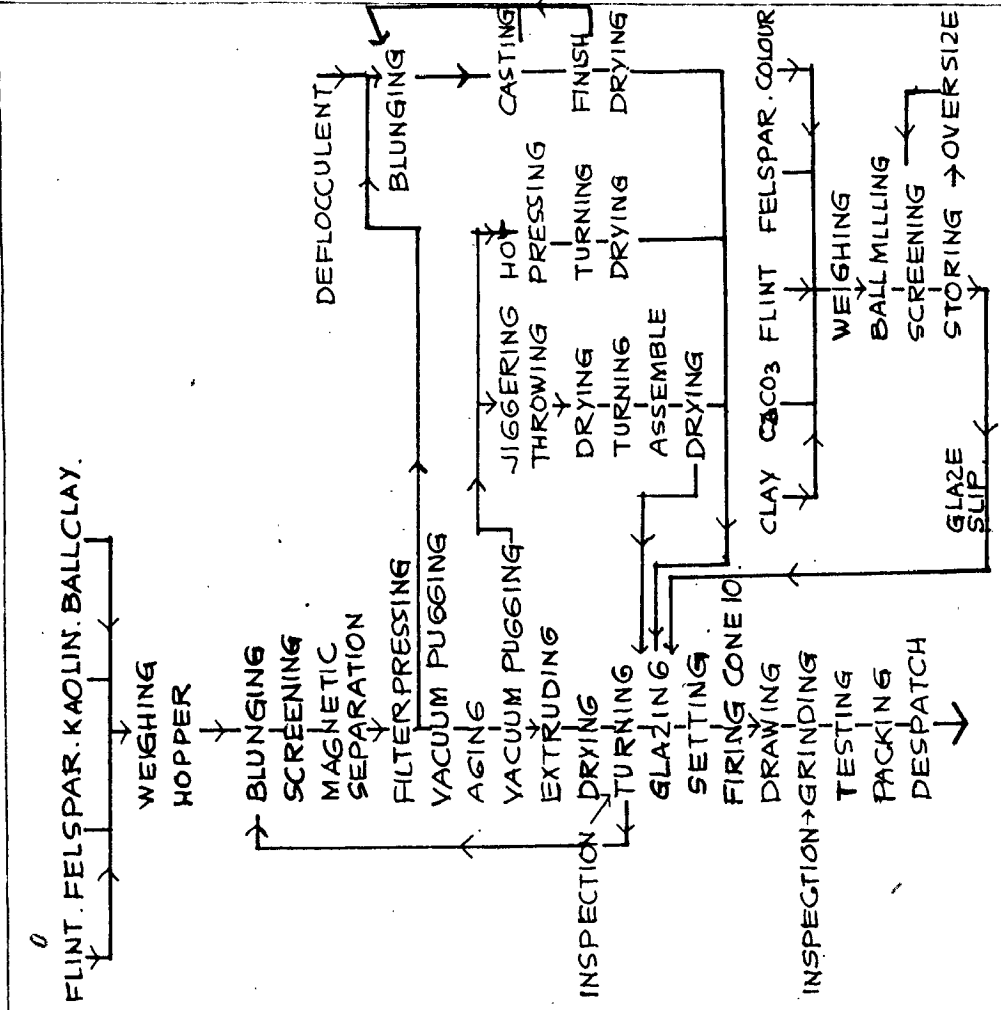 FLINT. FELSPAR. KAOLIN. BALLCLAY.
WEIGHING
HOPPER
BLUNGING
SCREENING
MAGNETIC
SEPARATION
FILTERPRESSING
VACUUM PUGGING
AGING
VACUUM PUGGING
EXTRUDING
DRYING
INSPECTION
TURNING
GLAZING
SETTING
FIRING CONE 10
DRAWING
INSPECTION → GRINDING
TESTING
PACKING
DESPATCH
DEFLOCCULENT
BLUNGING
CASTING
FINISH
DRYING
JIGGERING
THROWING
DRYING
TURNING
ASSEMBLE
DRYING
HOT
PRESSING
TURNING
DRYING
CLAY CaCO3 FLINT FELSPAR. COLOUR
WEIGHING
BALL MLLLING
SCREENING
STORING → OVERSIZE
GLAZE
SLIP.